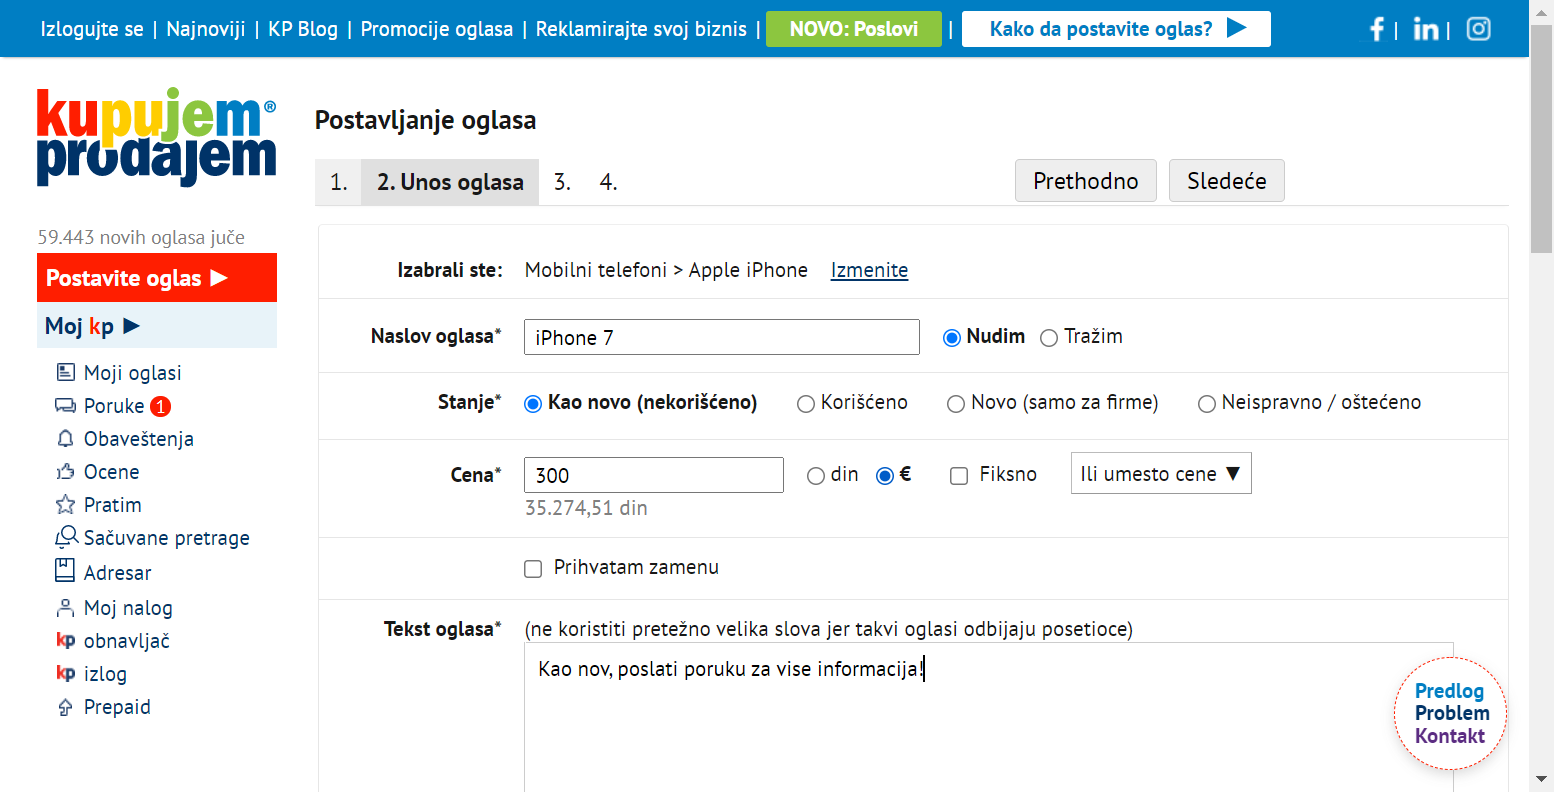 Izlogujte se | Najnoviji | KP Blog | Promocije oglasa | Reklamirajte svoj biznis | NOVO: Poslovi | Kako da postavite oglas? ▶ f | in |
kupujem®
prodajem
Postavljanje oglasa
1. 2. Unos oglasa 3. 4. Prethodno Sledeće
59.443 novih oglasa juče
Postavite oglas ▶
Moj kp ▶
Moji oglasi
Poruke 1
Obaveštenja
Ocene
Pratim
Sačuvane pretrage
Adresar
Moj nalog
kp obnavljač
kp izlog
Prepaid
Izabrali ste: Mobilni telefoni > Apple iPhone Izmenite
Naslov oglasa* iPhone 7 Nudim Tražim
Stanje* Kao novo (nekorišćeno) Korišćeno Novo (samo za firme) Neispravno / oštećeno
Cena* 300 din € Fiksno Ili umesto cene ▼
35.274,51 din
Prihvatam zamenu
Tekst oglasa* (ne koristiti pretežno velika slova jer takvi oglasi odbijaju posetioce)
Kao nov, poslati poruku za vise informacija!
Predlog
Problem
Kontakt